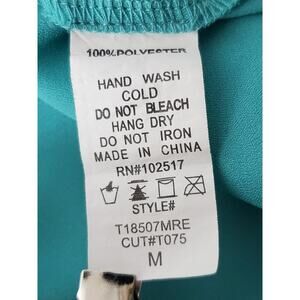 100%POLYESTER
HAND WASH
COLD
DO NOT BLEACH
HANG DRY
DO NOT IRON
MADE IN CHINA
RN#102517
STYLE#
T18507MRE
CUT#T075
M